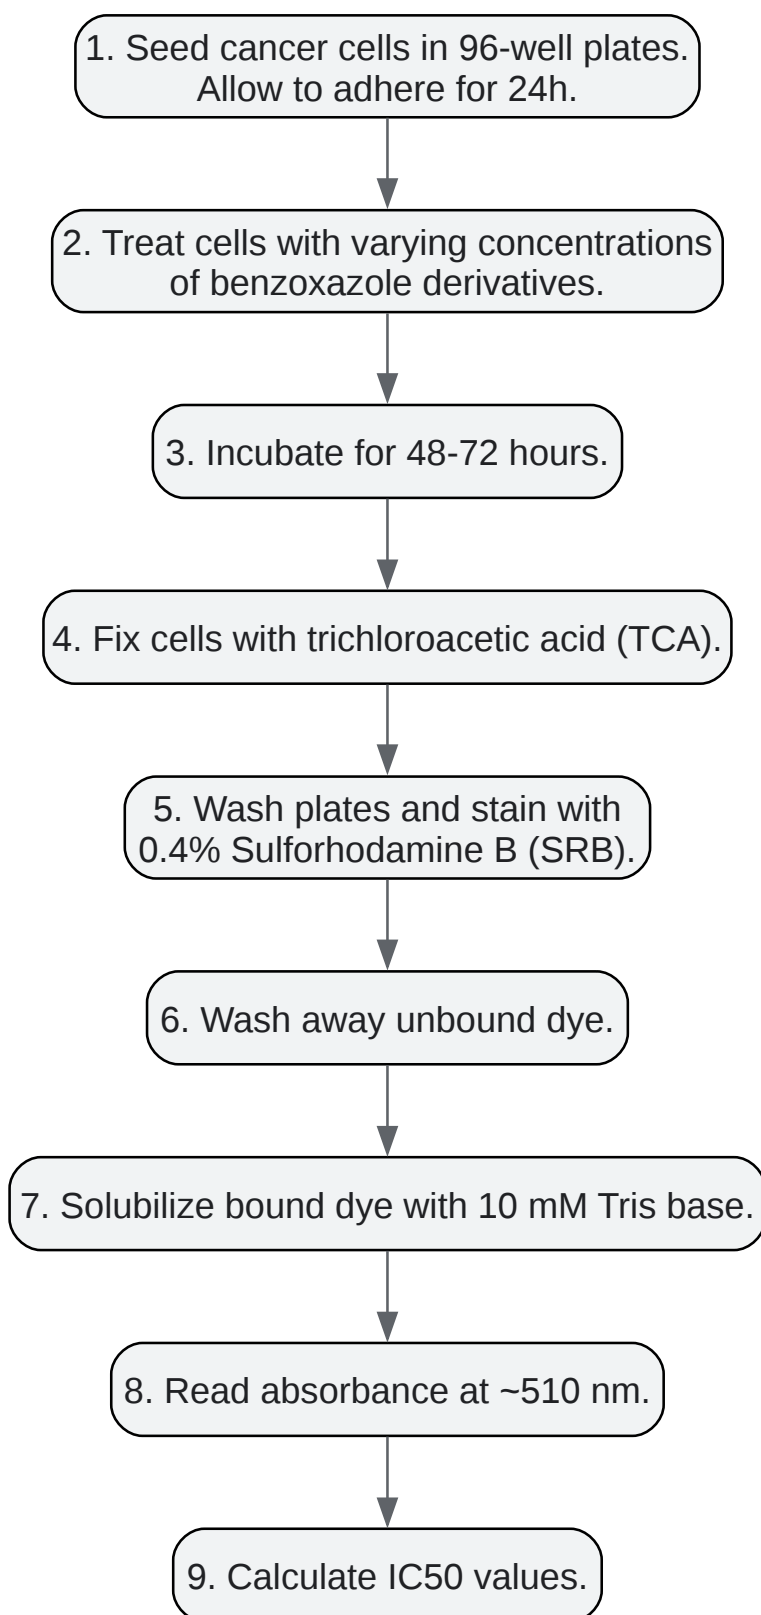 1. Seed cancer cells in 96-well plates.
Allow to adhere for 24h.
2. Treat cells with varying concentrations
of benzoxazole derivatives.
3. Incubate for 48-72 hours.
4. Fix cells with trichloroacetic acid (TCA).
5. Wash plates and stain with
0.4% Sulforhodamine B (SRB).
6. Wash away unbound dye.
7. Solubilize bound dye with 10 mM Tris base.
8. Read absorbance at ~510 nm.
9. Calculate IC50 values.